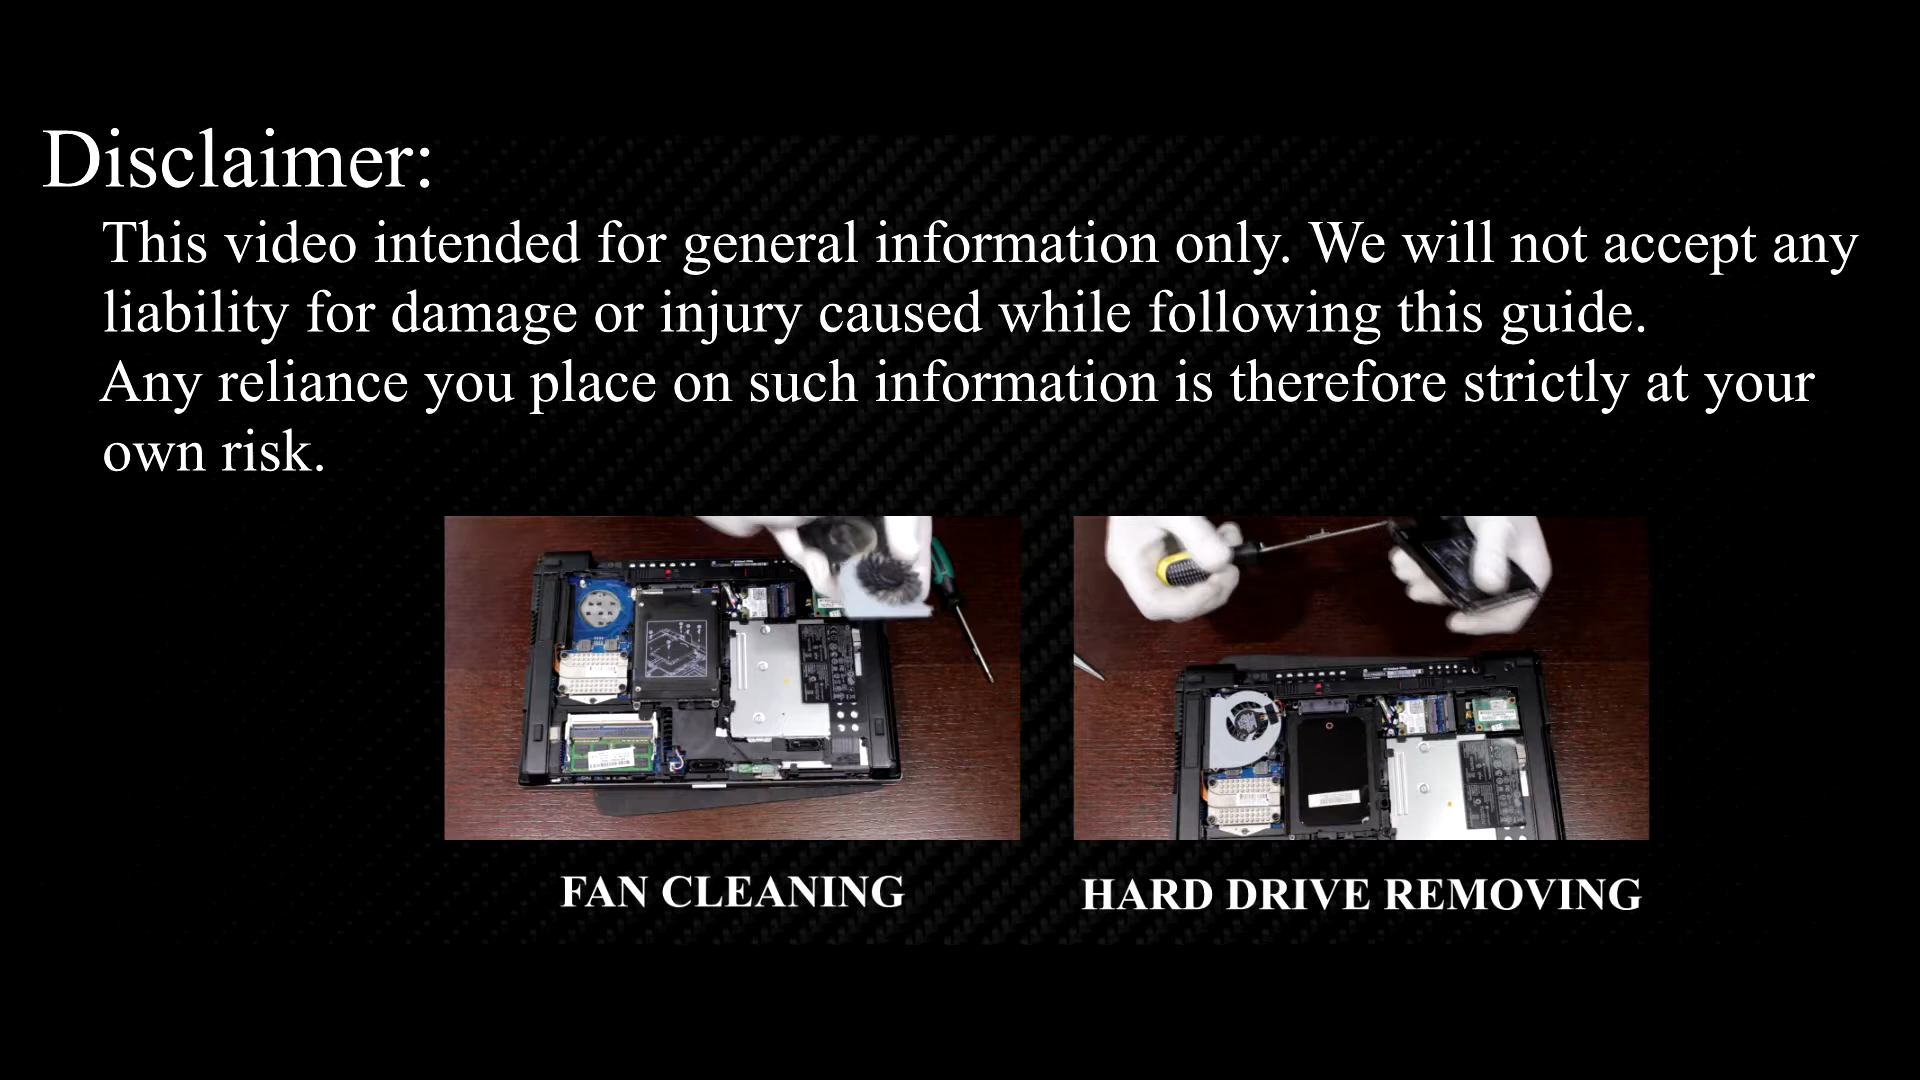 Disclaimer:
This video intended for general information only. We will not accept any
liability for damage or injury caused while following this guide.
Any reliance you place on such information is therefore strictly at your
own risk.
FAN CLEANING
HARD DRIVE REMOVING